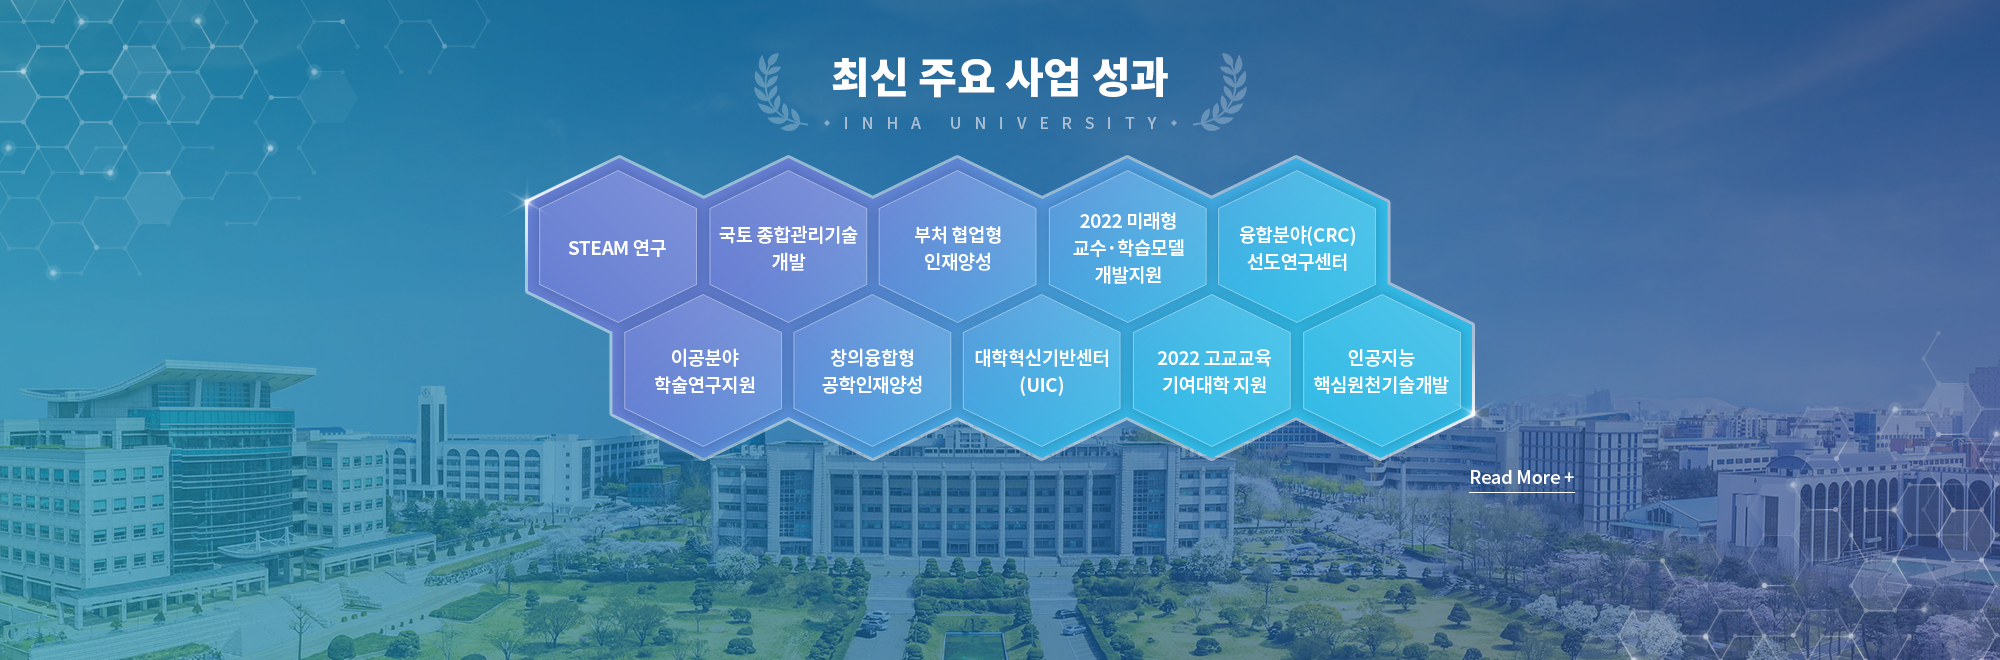 최신 주요 사업 성과
INHA UNIVERSITY
STEAM 연구
국토 종합관리기술
개발
부처 협업형
인재양성
2022 미래형
교수·학습모델
개발지원
융합분야(CRC)
선도연구센터
이공분야
학술연구지원
창의융합형
공학인재양성
대학혁신기반센터
(UIC)
2022 고교교육
기여대학 지원
인공지능
핵심원천기술개발
Read More +